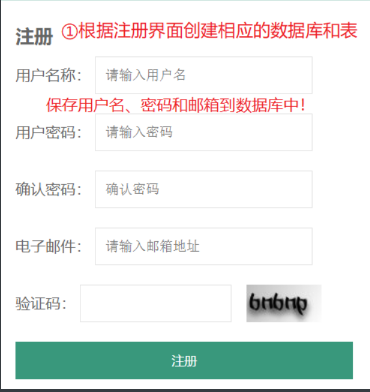 注册 ①根据注册界面创建相应的数据库和表
用户名称： 请输入用户名
保存用户名、密码和邮箱到数据库中！
用户密码： 请输入密码
确认密码： 确认密码
电子邮件： 请输入邮箱地址
验证码：
注册